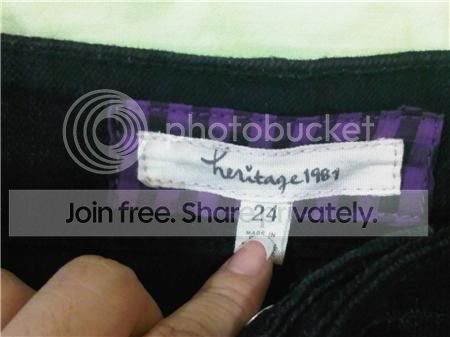 photobucket
heritage1981
Join free. Share privately.
24
MADE IN